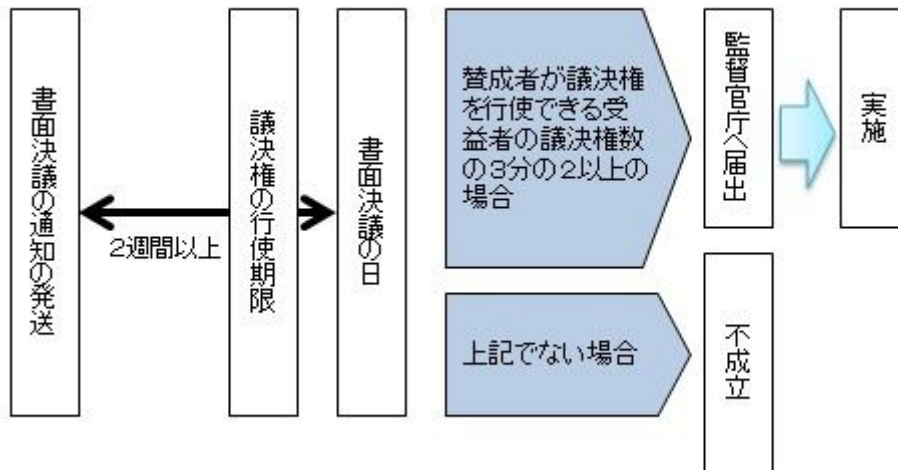 書面決議の通知の発送
2週間以上
議決権の行使期限
書面決議の日
賛成者が議決権
を行使できる受
益者の議決権数
の3分の2以上の
場合
監督官庁へ届出
実施
上記でない場合
不成立